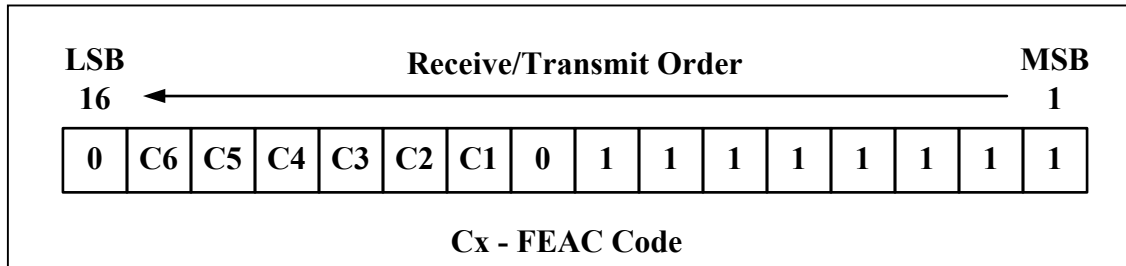 LSB Receive/Transmit Order MSB
16 1
0 C6 C5 C4 C3 C2 C1 0 1 1 1 1 1 1 1 1
Cx - FEAC Code